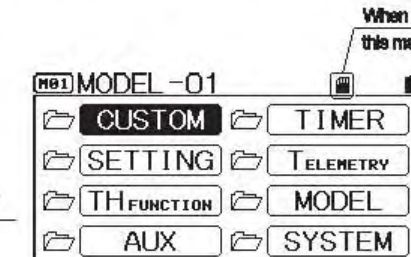 When
this ma
M01 MODEL-01
CUSTOM TIMER
SETTING TELEMETRY
TH FUNCTION MODEL
AUX SYSTEM